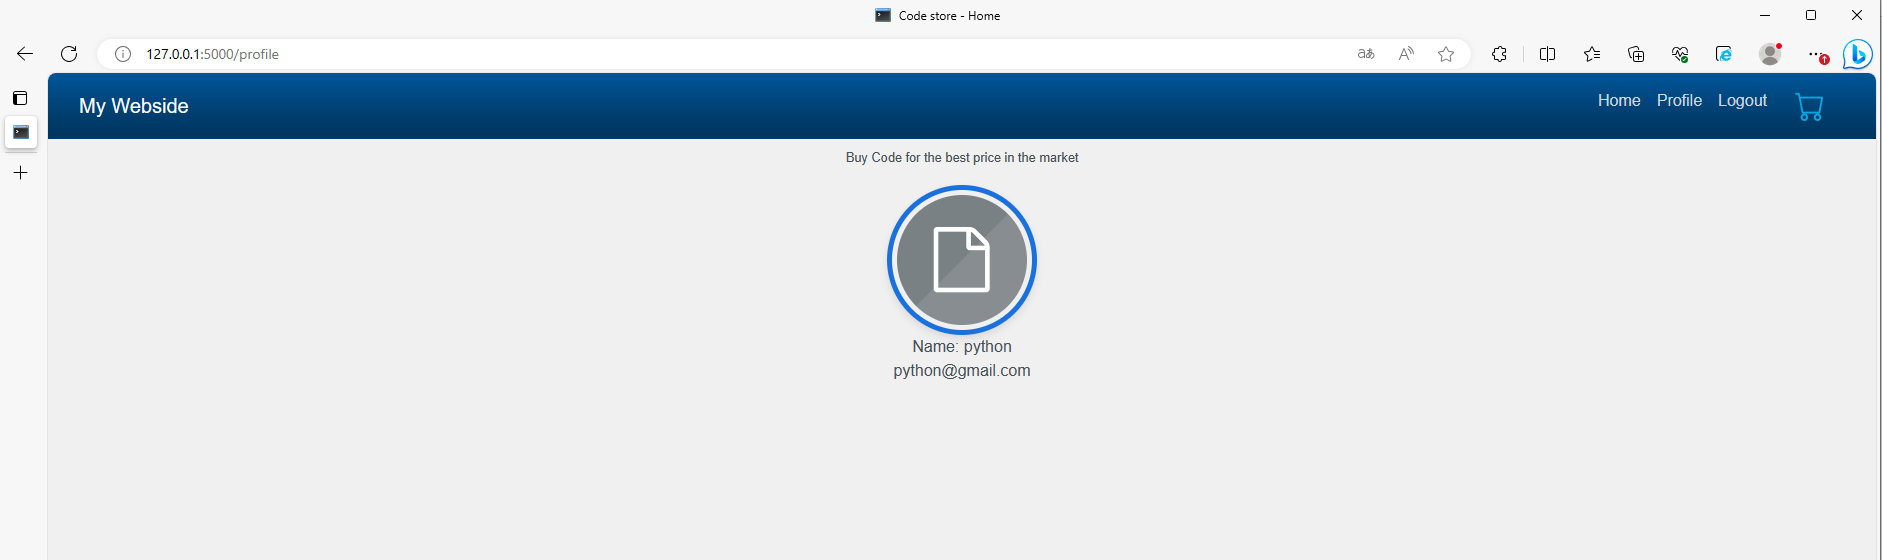 Code store - Home
127.0.0.1:5000/profile
My Webside
Home Profile Logout
Buy Code for the best price in the market
Name: python
python@gmail.com